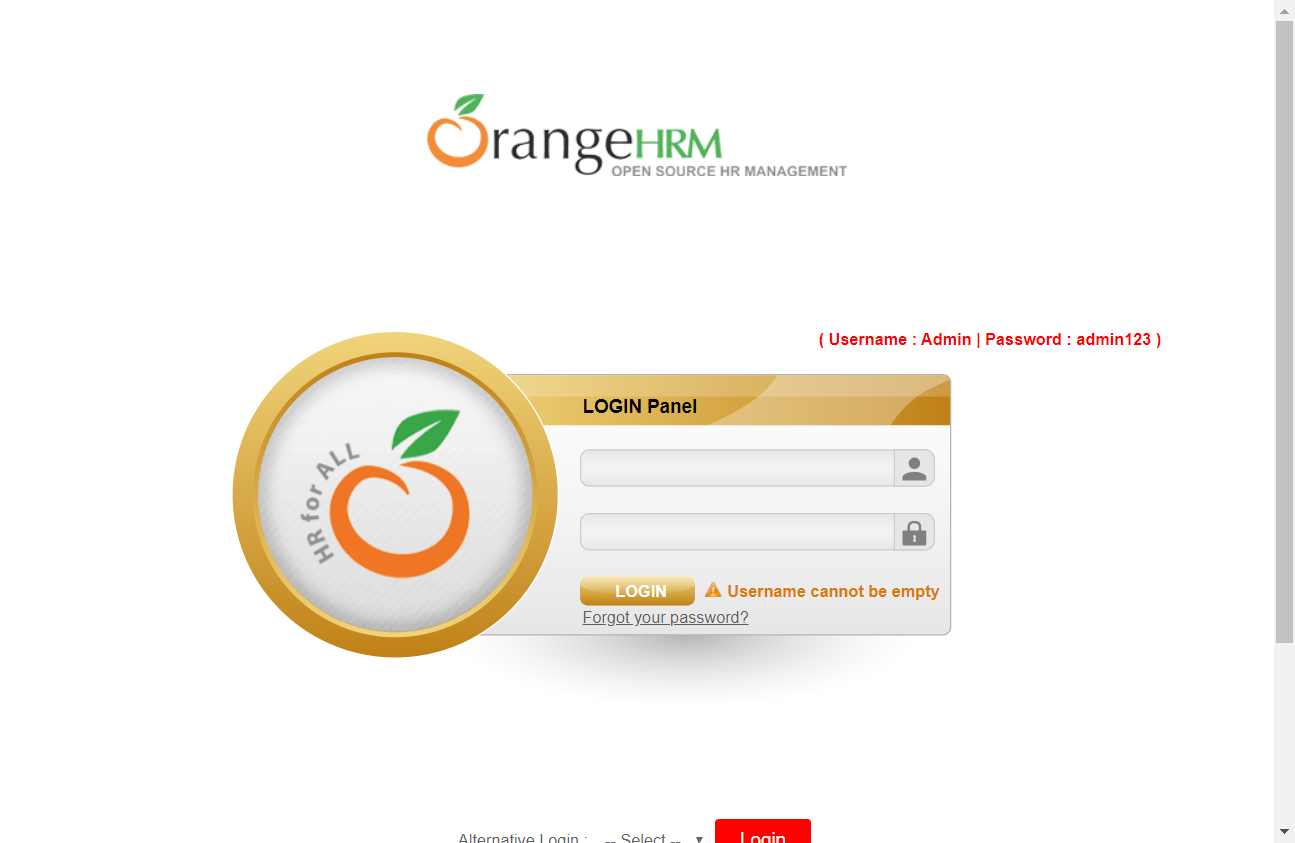 OrangeHRM
OPEN SOURCE HR MANAGEMENT
( Username : Admin | Password : admin123 )
LOGIN Panel
HR for ALL
LOGIN
Username cannot be empty
Forgot your password?
Alternative Login : -- Select -- Login